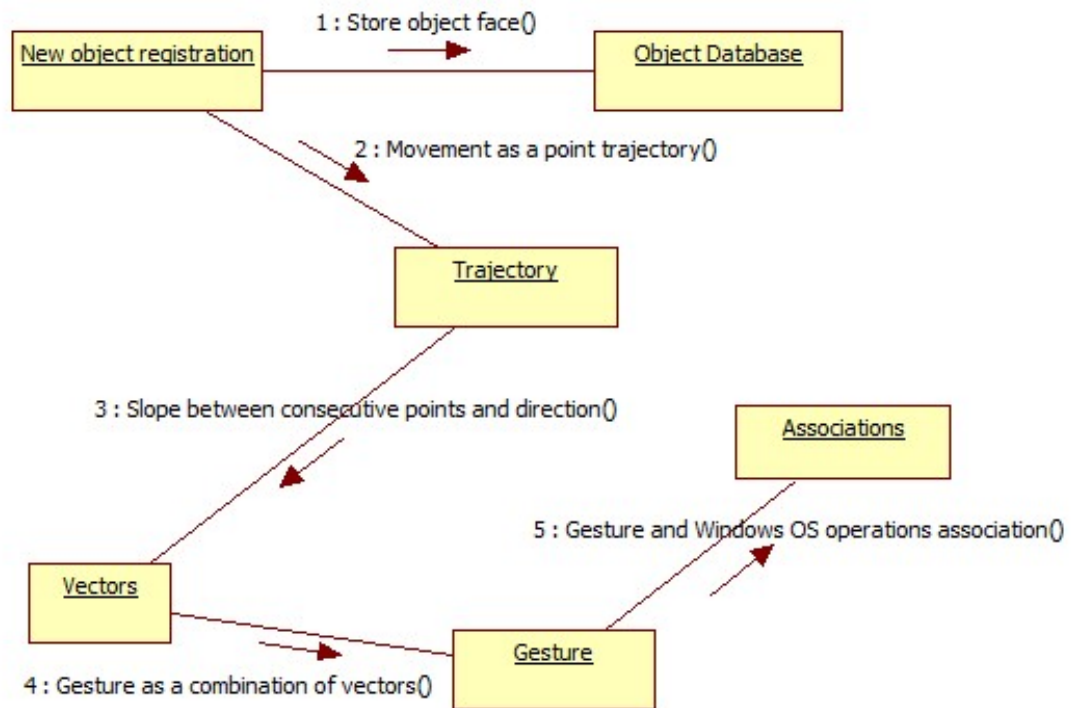 1 : Store object face()
New object registration
Object Database
2 : Movement as a point trajectory()
Trajectory
3 : Slope between consecutive points and direction()
Associations
5 : Gesture and Windows OS operations association()
Vectors
Gesture
4 : Gesture as a combination of vectors()